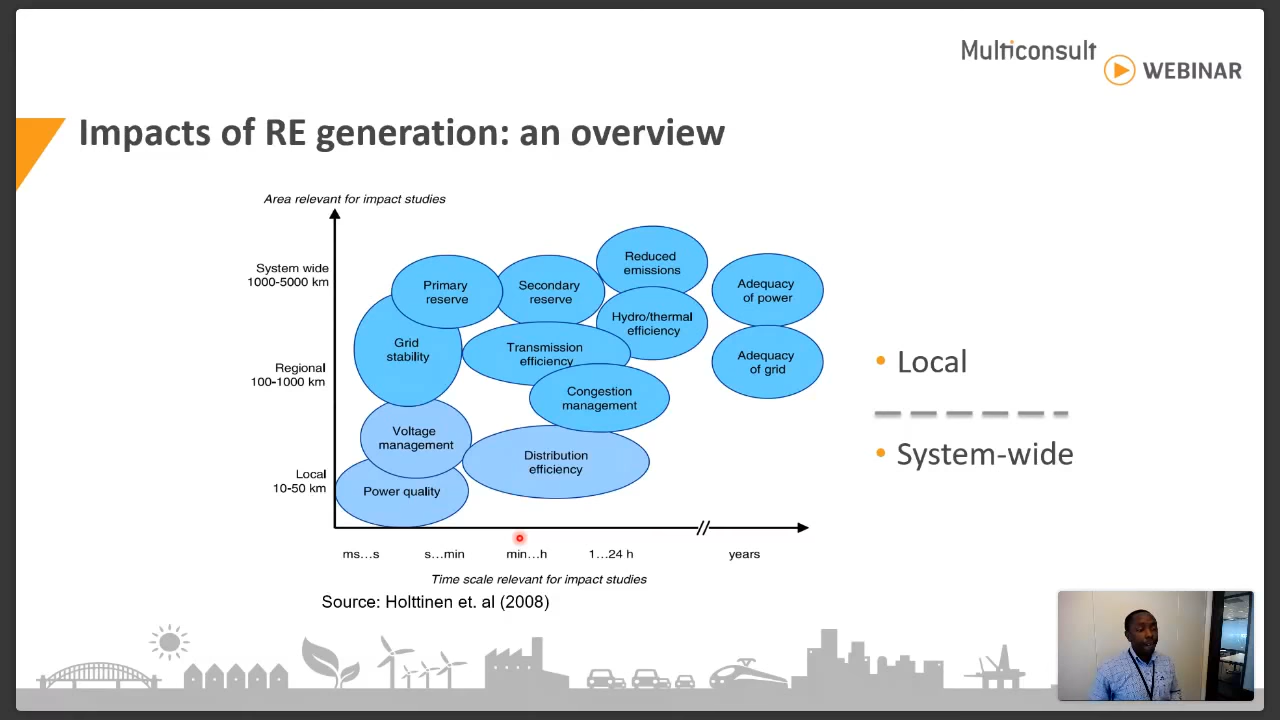 Multiconsult
WEBINAR
Impacts of RE generation: an overview
Area relevant for impact studies
System wide
1000-5000 km
Regional
100-1000 km
Local
10-50 km
Primary
reserve
Secondary
reserve
Reduced
emissions
Adequacy
of power
Grid
stability
Transmission
efficiency
Hydro/thermal
efficiency
Adequacy
of grid
Congestion
management
Voltage
management
Distribution
efficiency
Power quality
ms...s s...min min...h 1...24 h years
Time scale relevant for impact studies
Source: Holttinen et. al (2008)
• Local
• System-wide